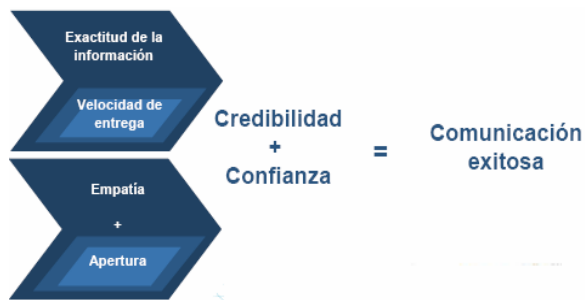 Exactitud de la
información
Velocidad de
entrega
Empatía
+
Apertura
Credibilidad
+
Confianza
=
Comunicación
exitosa